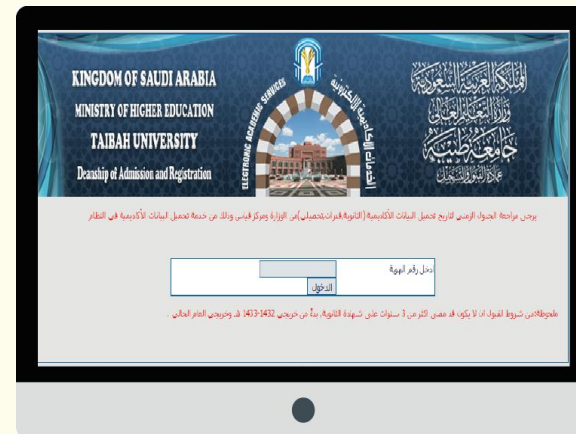 KINGDOM OF SAUDI ARABIA
MINISTRY OF HIGHER EDUCATION
TAIBAH UNIVERSITY
Deanship of Admission and Registration
ELECTRONIC ACADEMIC SERVICES
الخدمات الاكاديمية الإلكترونية
المملكة العربية السعودية
وزارة التعليم العالي
جامعة طيبة
عمادة القبول والتسجيل
يرجى مراجعة الجدول الزمني لتاريخ تحميل البيانات الأكاديمية (الثانوية,قدرات,تحصيلي)من الوزارة ومركز قياس وذلك من خدمة تحميل البيانات الأكاديمية في النظام
ادخل رقم الهوية
الدخول
ملحوظة:من شروط القبول ان لا يكون قد مضى اكثر من 3 سنوات على شهادة الثانوية, بدأً من خريجي 1432-1433 هـ وخريجي العام الحالي .